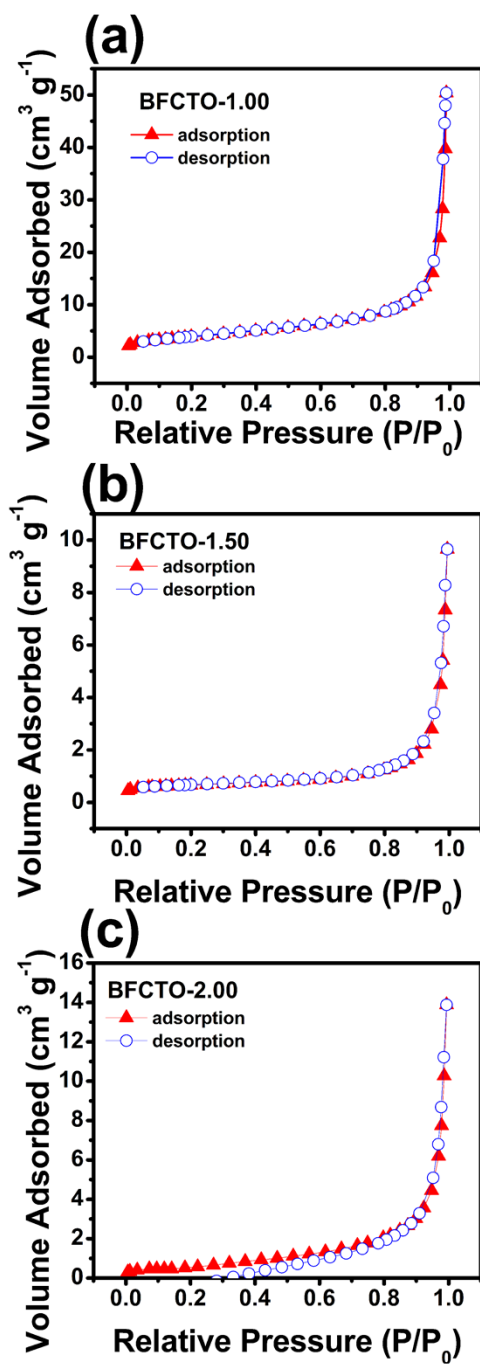 (a)
BFCTO-1.00
adsorption
desorption
Volume Adsorbed (cm³ g⁻¹)
50
40
30
20
10
0
0.0 0.2 0.4 0.6 0.8 1.0
Relative Pressure (P/P₀)
(b)
BFCTO-1.50
adsorption
desorption
Volume Adsorbed (cm³ g⁻¹)
10
8
6
4
2
0
0.0 0.2 0.4 0.6 0.8 1.0
Relative Pressure (P/P₀)
(c)
BFCTO-2.00
adsorption
desorption
Volume Adsorbed (cm³ g⁻¹)
16
14
12
10
8
6
4
2
0
0.0 0.2 0.4 0.6 0.8 1.0
Relative Pressure (P/P₀)